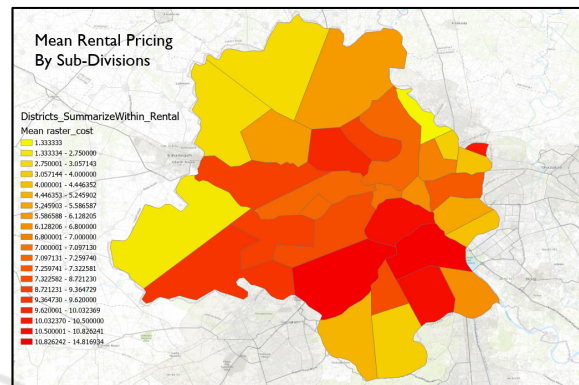 Mean Rental Pricing
By Sub-Divisions
Districts_SummarizeWithin_Rental
Mean raster_cost
1.333333
1.333334 - 2.750000
2.750001 - 3.057143
3.057144 - 4.000000
4.000001 - 4.446352
4.446353 - 5.245902
5.245903 - 5.586587
5.586588 - 6.128205
6.128206 - 6.800000
6.800001 - 7.000000
7.000001 - 7.097130
7.097131 - 7.259740
7.259741 - 7.322581
7.322582 - 8.721230
8.721231 - 9.364729
9.364730 - 9.620000
9.620001 - 10.032369
10.032370 - 10.500000
10.500001 - 10.826241
10.826242 - 14.816934